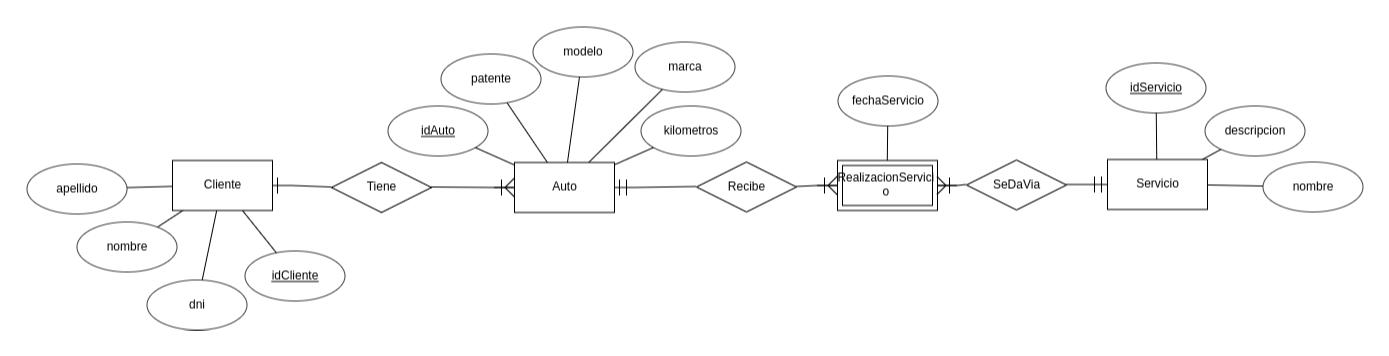 modelo
marca
patente
fechaServicio
idServicio
idAuto
kilometros
descripcion
apellido
Cliente
Tiene
Auto
Recibe
RealizacionServici
o
SeDaVia
Servicio
nombre
nombre
idCliente
dni